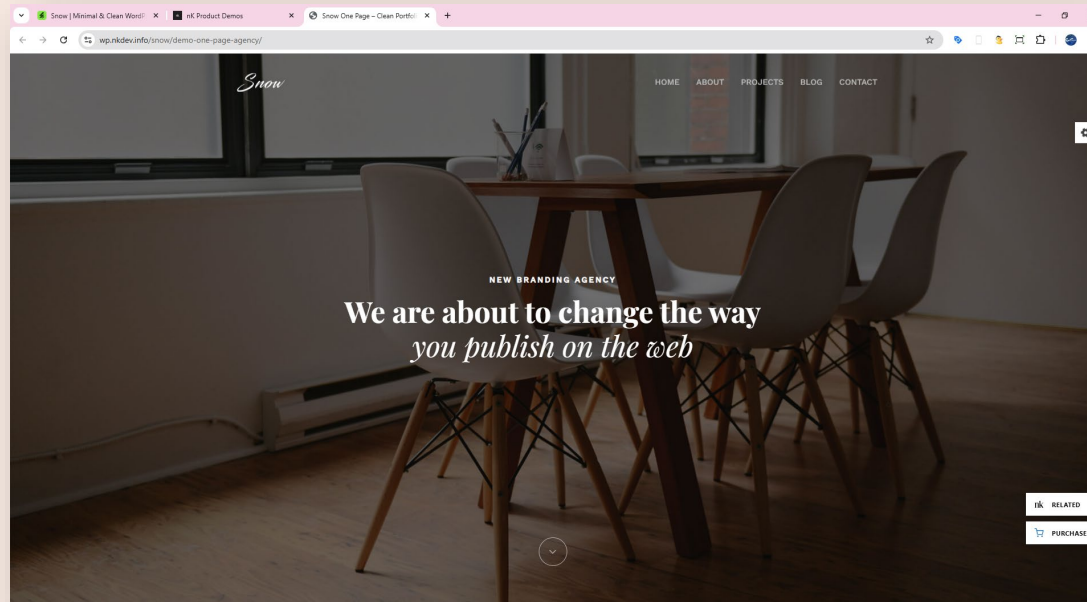 Snow | Minimal & Clean WordP
nK Product Demos
Snow One Page – Clean Portfol
wp.nkdev.info/snow/demo-one-page-agency/
Snow
HOME ABOUT PROJECTS BLOG CONTACT
NEW BRANDING AGENCY
We are about to change the way
you publish on the web
nk RELATED
PURCHASE